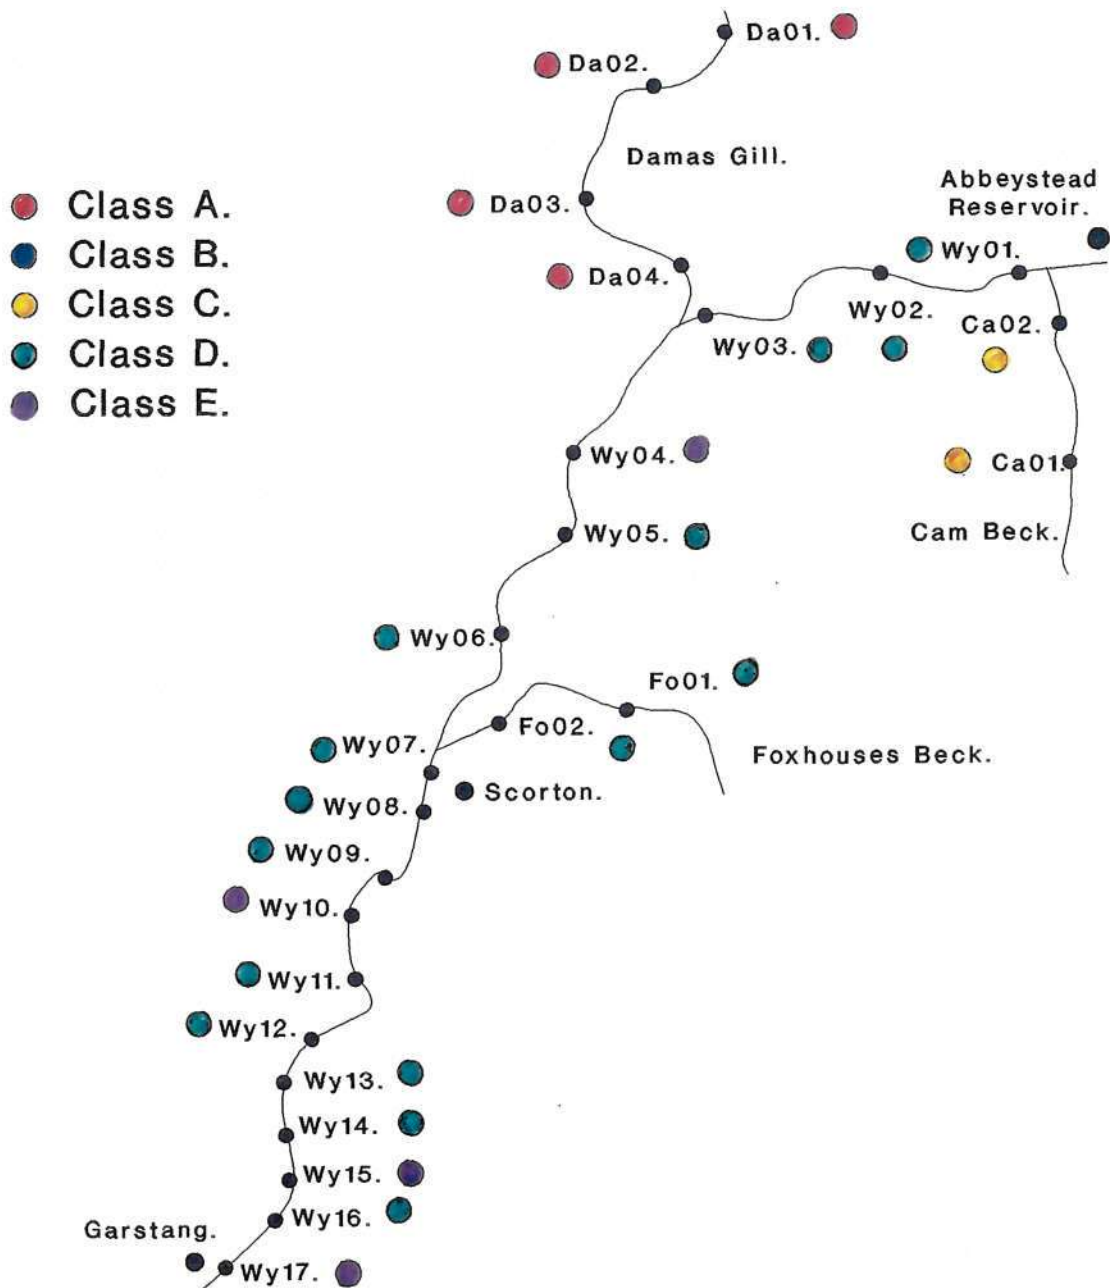 Da01.
Da02.
Damas Gill.
Class A.
Class B.
Class C.
Class D.
Class E.
Da03.
Abbeystead
Reservoir.
Wy01.
Da04.
Wy02.
Ca02.
Wy03.
Wy04.
Ca01.
Wy05.
Cam Beck.
Wy06.
Fo01.
Fo02.
Wy07.
Foxhouses Beck.
Wy08.
Scorton.
Wy09.
Wy10.
Wy11.
Wy12.
Wy13.
Wy14.
Wy15.
Wy16.
Garstang.
Wy17.